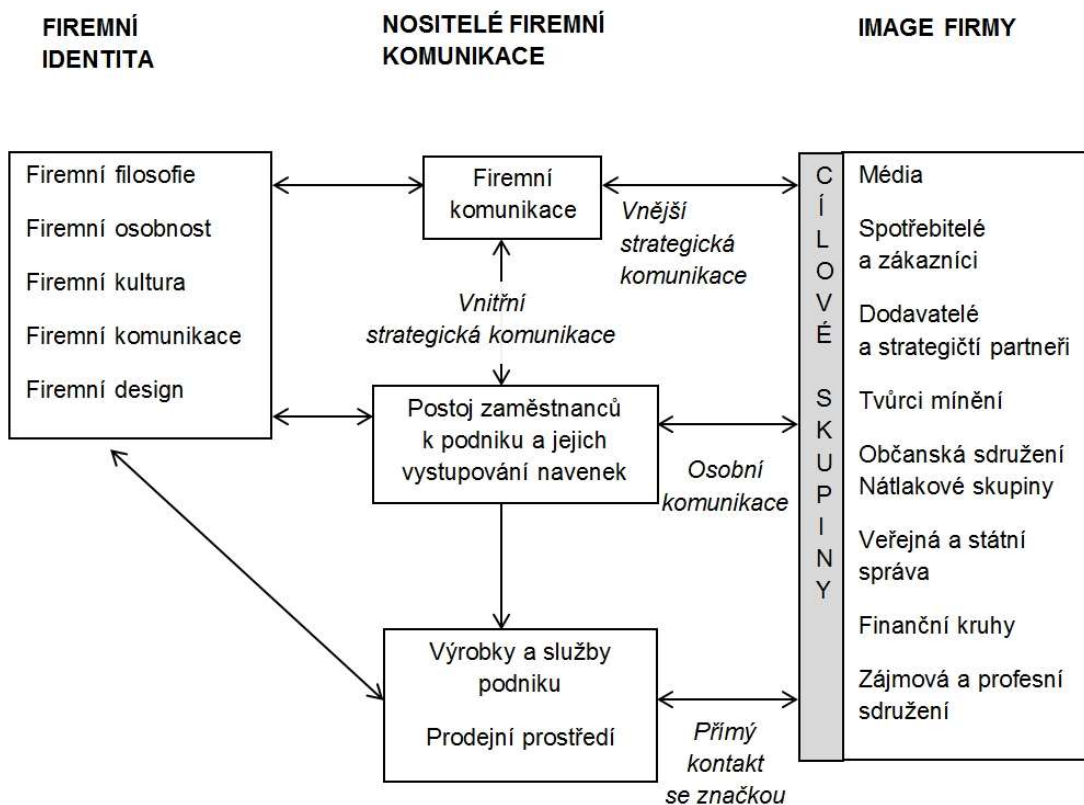 FIREMNÍ
IDENTITA
NOSITELÉ FIREMNÍ
KOMUNIKACE
IMAGE FIRMY
Firemní filosofie
Firemní osobnost
Firemní kultura
Firemní komunikace
Firemní design
Firemní
komunikace
Vnější
strategická
komunikace
Vnitřní
strategická komunikace
Postoj zaměstnanců
k podniku a jejich
vystupování navenek
Osobní
komunikace
Výrobky a služby
podniku
Prodejní prostředí
Přímý
kontakt
se značkou
CÍLOVÉ SKUPINY
Média
Spotřebitelé
a zákazníci
Dodavatelé
a strategičtí partneři
Tvůrci mínění
Občanská sdružení
Nátlakové skupiny
Veřejná a státní
správa
Finanční kruhy
Zájmová a profesní
sdružení